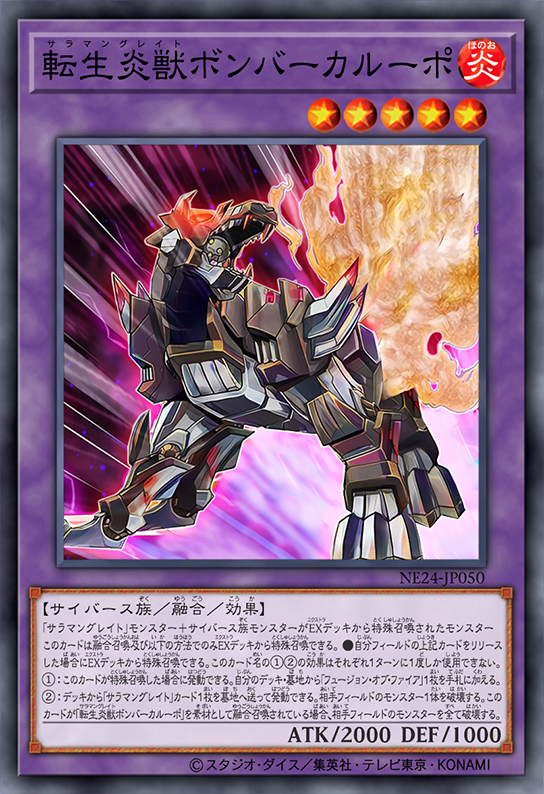 サラマングレイト
転生炎獣ボンバーカルーポ
ほのお
炎
NE24-JP050
【サイバース族／融合／効果】
「サラマングレイト」モンスター＋サイバース族モンスターがEXデッキから特殊召喚されたモンスター
このカードは融合召喚及び以下の方法でのみEXデッキから特殊召喚できる。●自分フィールドの上記カードをリリース
した場合にEXデッキから特殊召喚できる。このカード名の①②の効果はそれぞれ1ターンに1度しか使用できない。
①：このカードが特殊召喚した場合に発動できる。自分のデッキ・墓地から「フュージョン・オブ・ファイア」1枚を手札に加える。
②：デッキから「サラマングレイト」カード1枚を墓地へ送って発動できる。相手フィールドのモンスター1体を破壊する。この
カードが「転生炎獣ボンバーカルーポ」を素材として融合召喚されている場合、相手フィールドのモンスターを全て破壊する。
ATK/2000 DEF/1000
©スタジオ・ダイス／集英社・テレビ東京・KONAMI